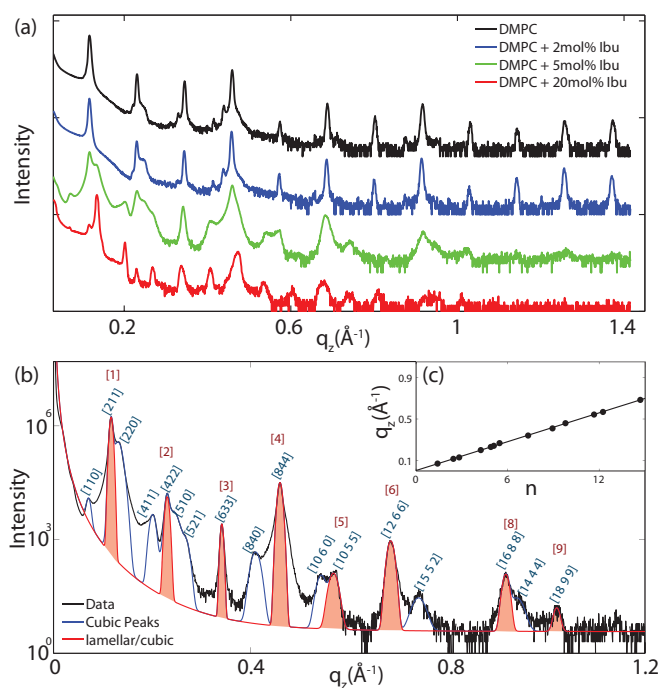 (a)
DMPC
DMPC + 2mol% Ibu
DMPC + 5mol% Ibu
DMPC + 20mol% Ibu
Intensity
0.2
0.6
1
1.4
q_z(Å⁻¹)
(b)
[1]
[211]
[220]
[110]
[411]
[2]
[422]
[510]
[521]
[3]
[633]
[840]
[4]
[844]
[5]
[10 6 0]
[10 5 5]
[6]
[12 6 6]
[15 5 2]
[8]
[16 8 8]
[14 4 4]
[9]
[18 9 9]
10⁶
10³
10⁰
Intensity
Data
Cubic Peaks
lamellar/cubic
0
0.4
0.8
1.2
q_z(Å⁻¹)
(c)
q_z(Å⁻¹)
0.9
0.5
0.1
0
6
12
n